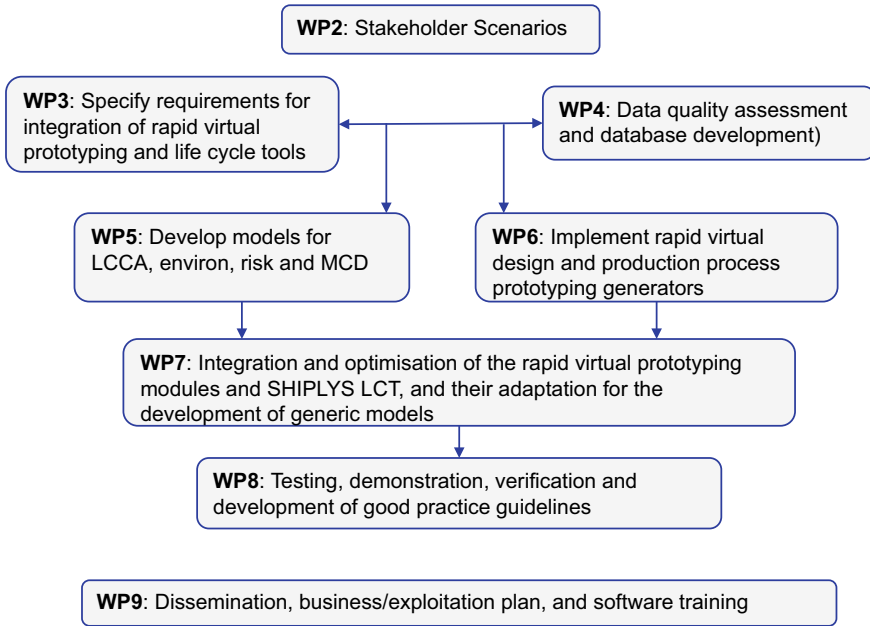 WP2: Stakeholder Scenarios
WP3: Specify requirements for
integration of rapid virtual
prototyping and life cycle tools
WP4: Data quality assessment
and database development)
WP5: Develop models for
LCCA, environ, risk and MCD
WP6: Implement rapid virtual
design and production process
prototyping generators
WP7: Integration and optimisation of the rapid virtual prototyping
modules and SHIPLYS LCT, and their adaptation for the
development of generic models
WP8: Testing, demonstration, verification and
development of good practice guidelines
WP9: Dissemination, business/exploitation plan, and software training